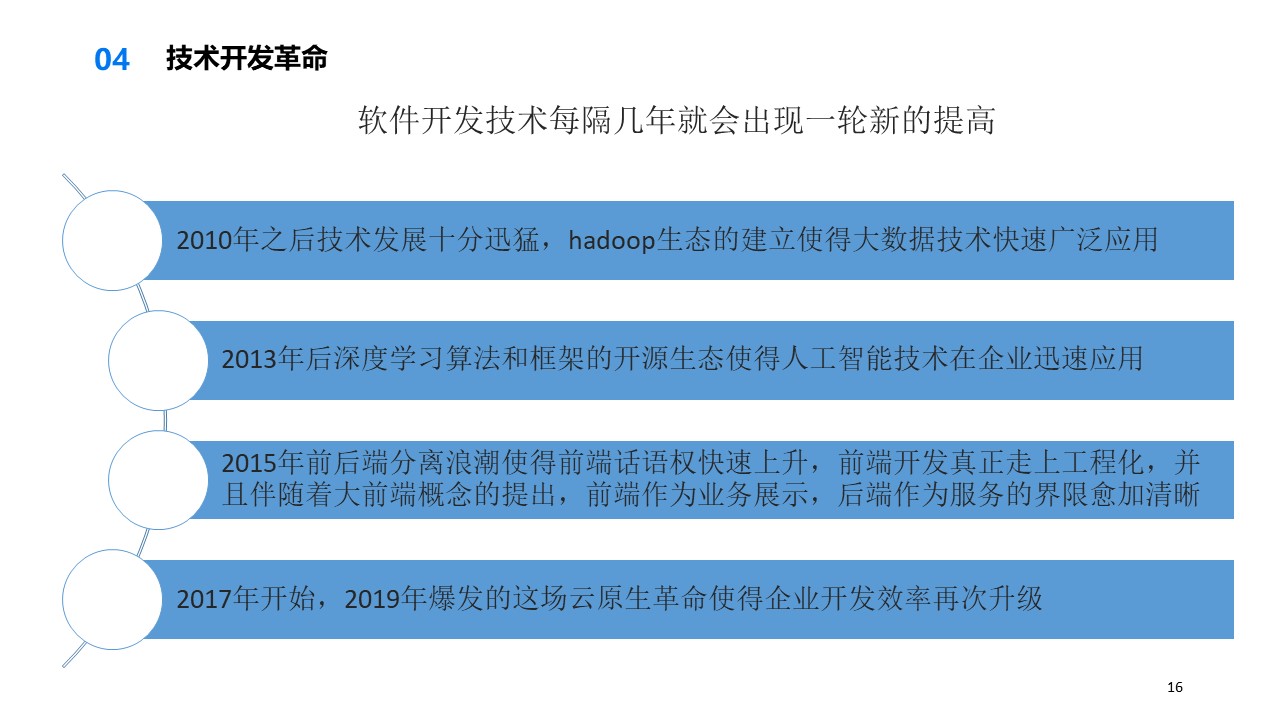 04 技术开发革命
软件开发技术每隔几年就会出现一轮新的提高
2010年之后技术发展十分迅猛，hadoop生态的建立使得大数据技术快速广泛应用
2013年后深度学习算法和框架的开源生态使得人工智能技术在企业迅速应用
2015年前后端分离浪潮使得前端话语权快速上升，前端开发真正走上工程化，并
且伴随着大前端概念的提出，前端作为业务展示，后端作为服务的界限愈加清晰
2017年开始，2019年爆发的这场云原生革命使得企业开发效率再次升级
16